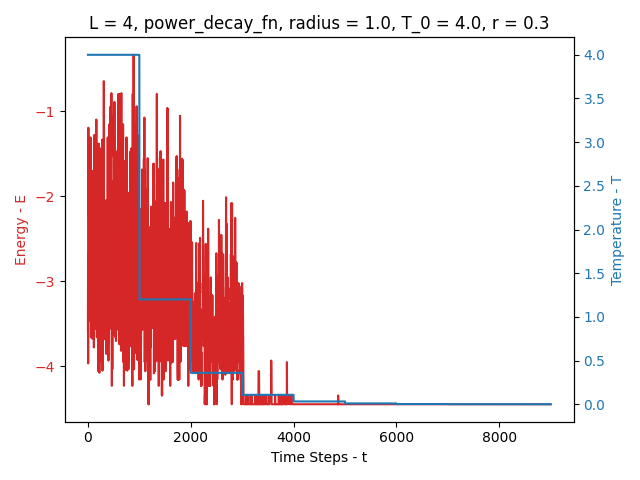 L = 4, power_decay_fn, radius = 1.0, T_0 = 4.0, r = 0.3
Energy - E
−1
−2
−3
−4
4.0
3.5
3.0
2.5
2.0
1.5
1.0
0.5
0.0
Temperature - T
0 2000 4000 6000 8000
Time Steps - t